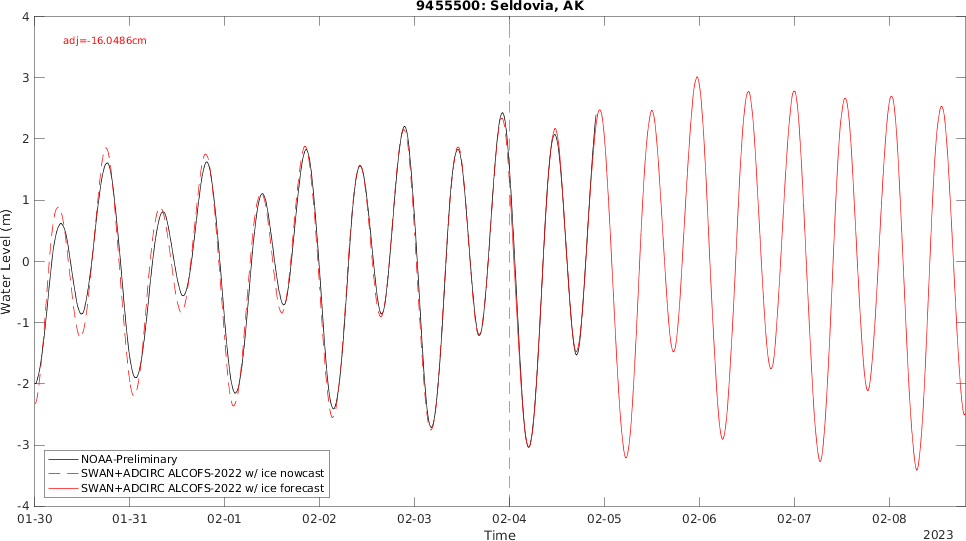 9455500: Seldovia, AK
adj=-16.0486cm
Water Level (m)
4
3
2
1
0
-1
-2
-3
-4
NOAA-Preliminary
SWAN+ADCIRC ALCOFS-2022 w/ ice nowcast
SWAN+ADCIRC ALCOFS-2022 w/ ice forecast
01-30 01-31 02-01 02-02 02-03 02-04 02-05 02-06 02-07 02-08
Time
2023